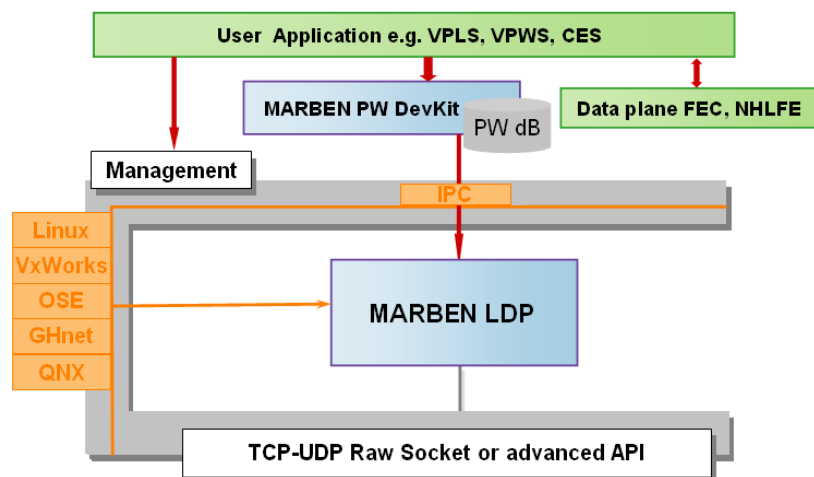 User Application e.g. VPLS, VPWS, CES
MARBEN PW DevKit
PW dB
Data plane FEC, NHLFE
Management
IPC
Linux
VxWorks
OSE
GHnet
QNX
MARBEN LDP
TCP-UDP Raw Socket or advanced API